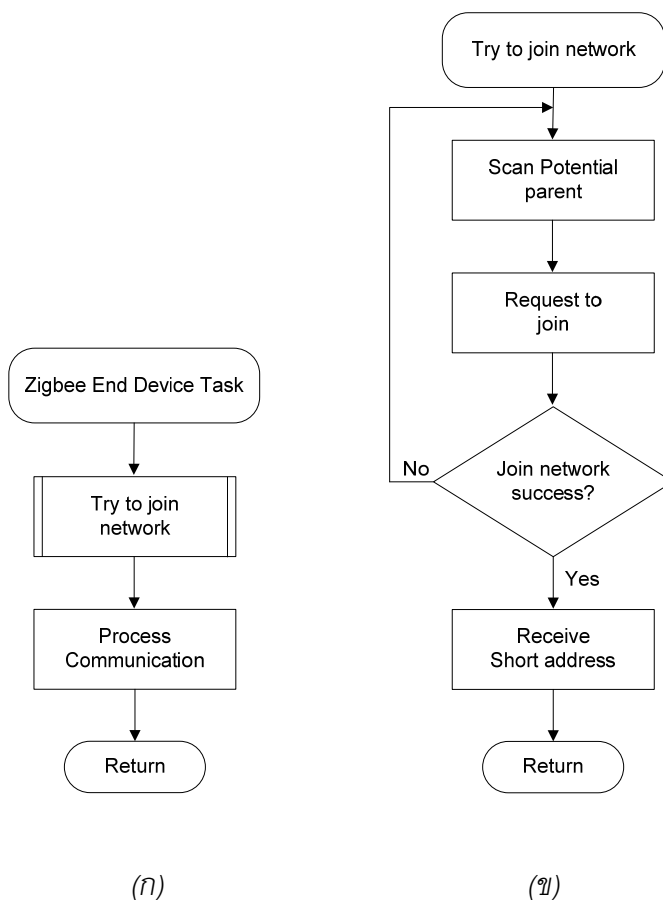 Zigbee End Device Task
Try to join
network
Process
Communication
Return
(ก)
Try to join network
Scan Potential
parent
Request to
join
Join network
success?
No
Yes
Receive
Short address
Return
(ข)